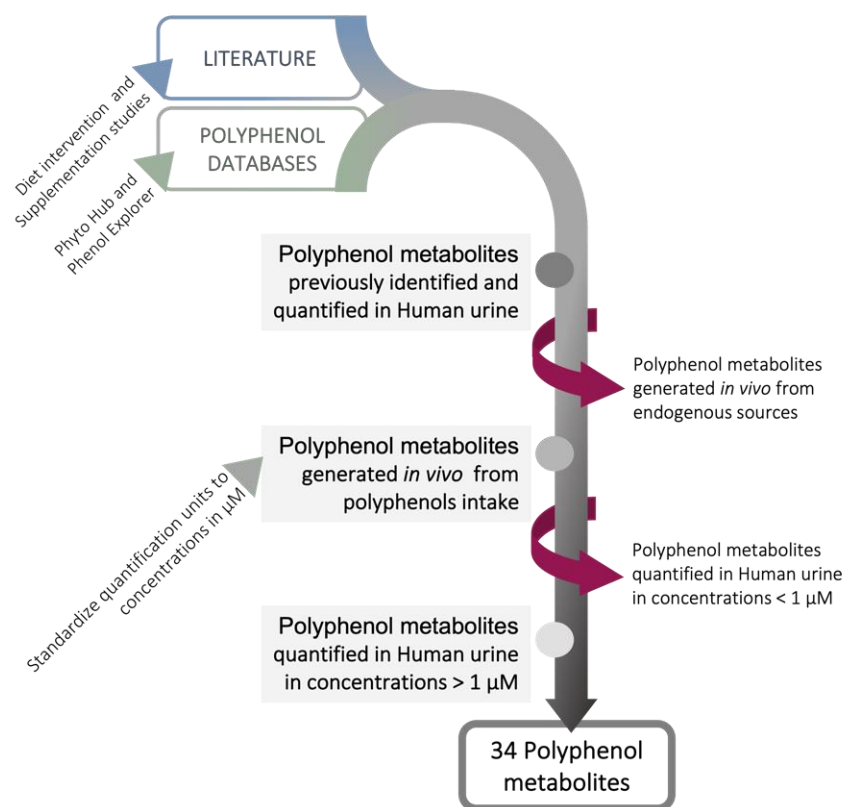 LITERATURE
Diet intervention and
Supplementation studies
POLYPHENOL
DATABASES
Phyto Hub and
Phenol Explorer
Polyphenol metabolites
previously identified and
quantified in Human urine
Polyphenol metabolites
generated in vivo from
endogenous sources
Polyphenol metabolites
generated in vivo from
polyphenols intake
Standardize quantification units to
concentrations in µM
Polyphenol metabolites
quantified in Human urine
in concentrations < 1 µM
Polyphenol metabolites
quantified in Human urine
in concentrations > 1 µM
34 Polyphenol
metabolites